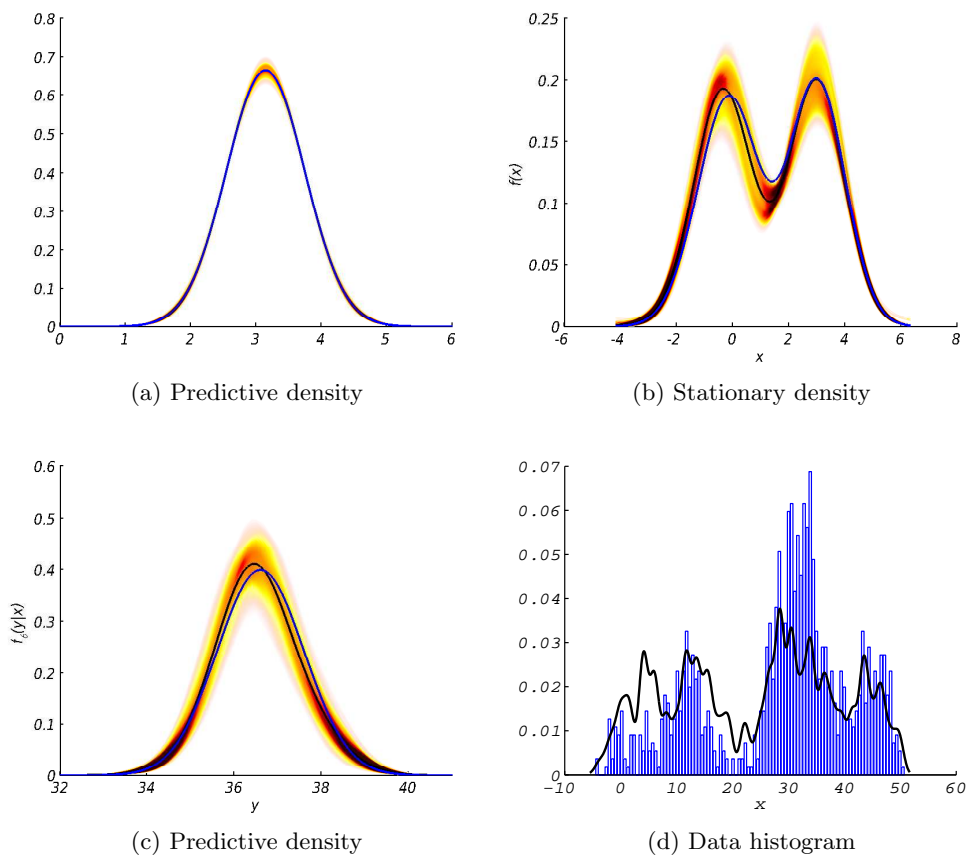 0.8
0.7
0.6
0.5
0.4
0.3
0.2
0.1
0
0 1 2 3 4 5 6
(a) Predictive density
0.25
0.2
0.15
0.1
0.05
0
f(x)
-6 -4 -2 0 2 4 6 8
x
(b) Stationary density
0.6
0.5
0.4
0.3
0.2
0.1
0
f_δ(y|x)
32 34 36 38 40
y
(c) Predictive density
0.07
0.06
0.05
0.04
0.03
0.02
0.01
0
-10 0 10 20 30 40 50 60
x
(d) Data histogram